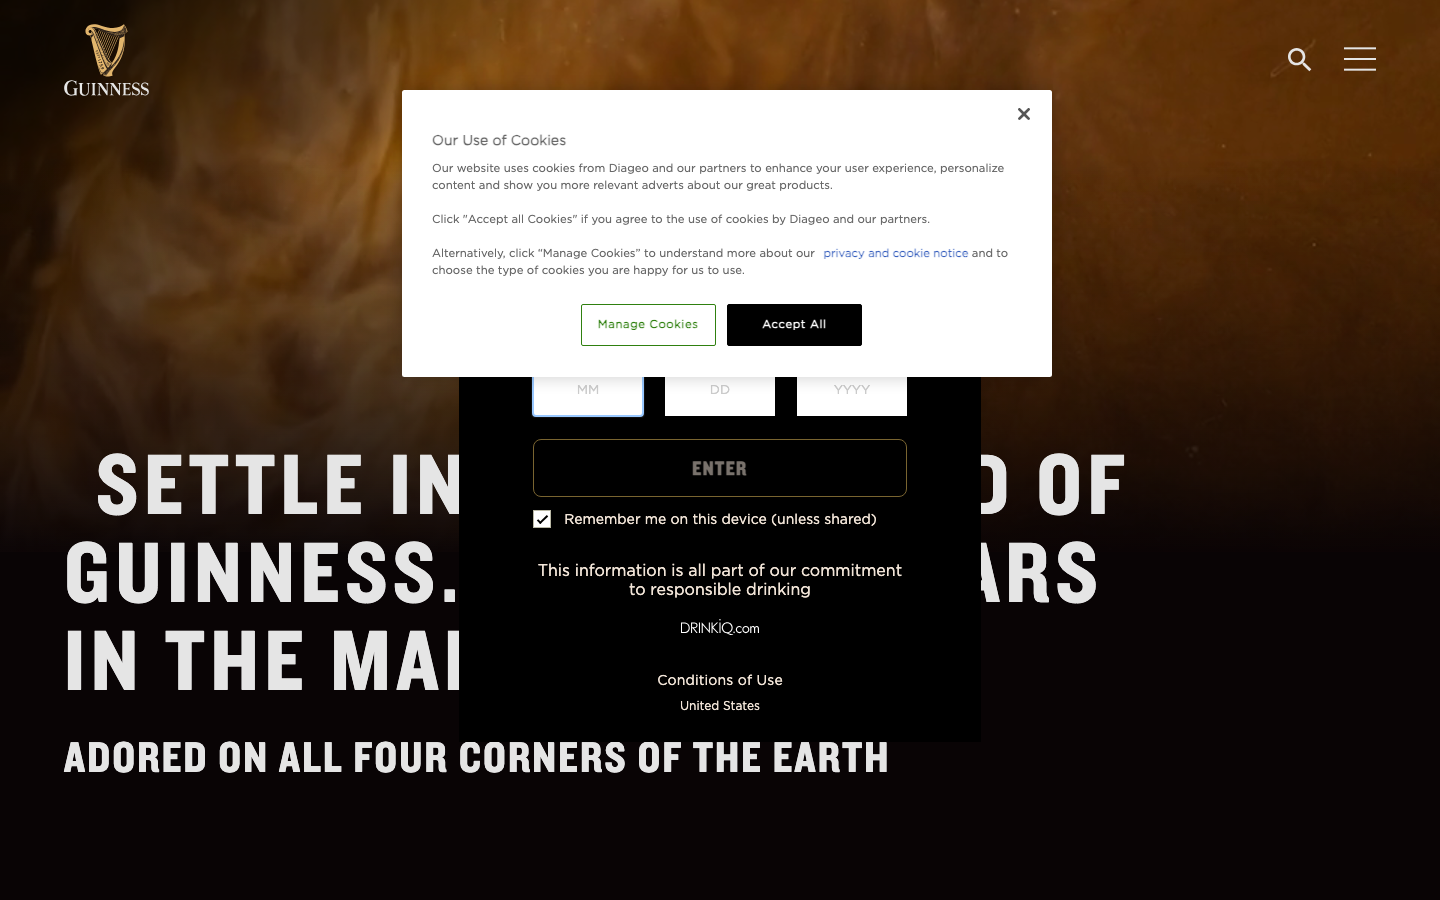 GUINNESS
Our Use of Cookies
Our website uses cookies from Diageo and our partners to enhance your user experience, personalize
content and show you more relevant adverts about our great products.
Click "Accept all Cookies" if you agree to the use of cookies by Diageo and our partners.
Alternatively, click “Manage Cookies” to understand more about our privacy and cookie notice and to
choose the type of cookies you are happy for us to use.
Manage Cookies
Accept All
MM
DD
YYYY
ENTER
Remember me on this device (unless shared)
This information is all part of our commitment
to responsible drinking
DRINKiQ.com
Conditions of Use
United States
SETTLE IN OF
GUINNESS.
IN THE
ADORED ON ALL FOUR CORNERS OF THE EARTH